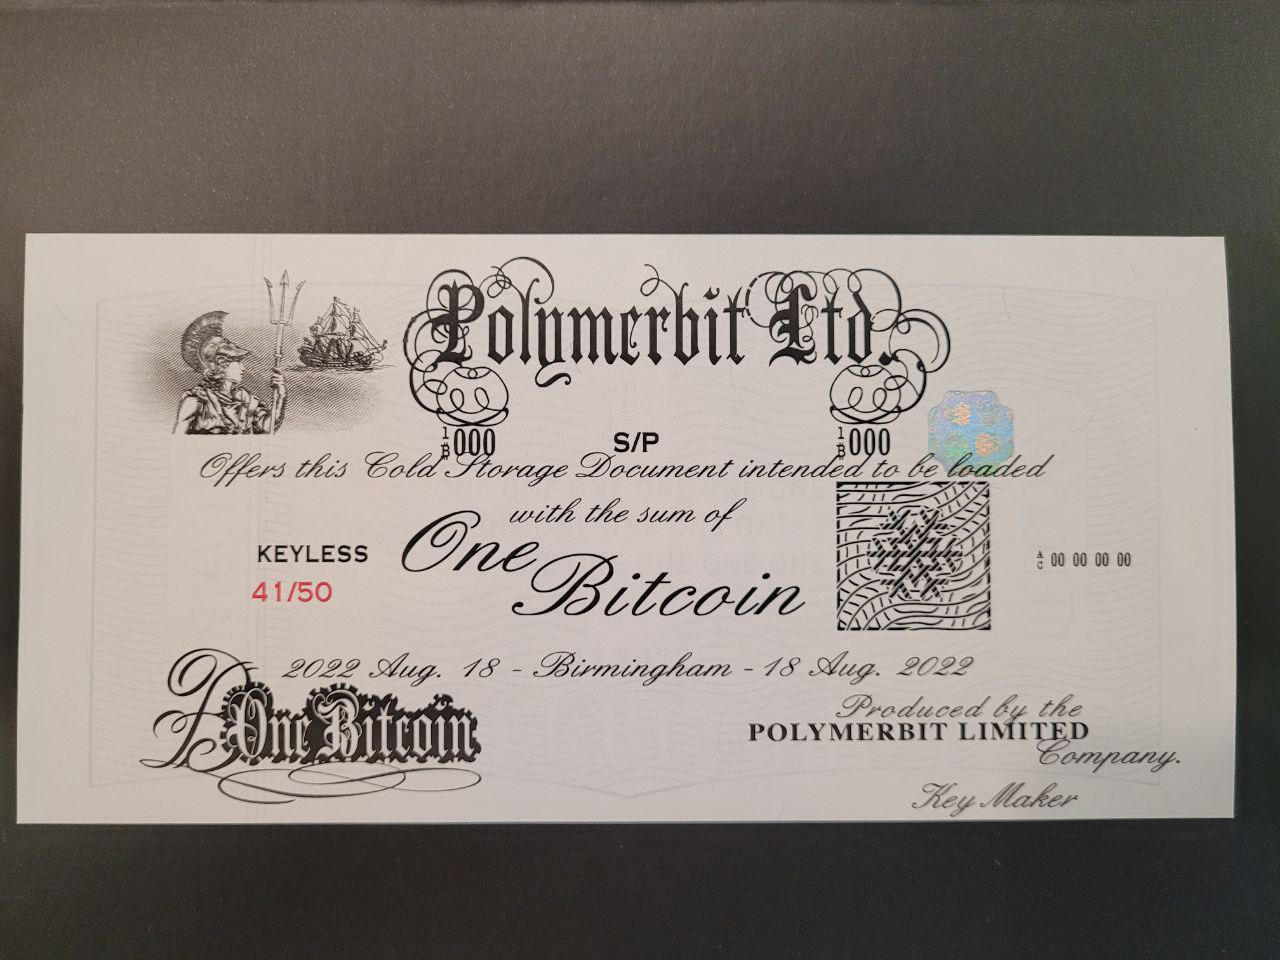 Polymerbit Ltd.
1/₿ 000 S/P 1/₿ 000
Offers this Cold Storage Document intended to be loaded
with the sum of
KEYLESS
One Bitcoin
A/G 00 00 00 00
41/50
2022 Aug. 18 - Birmingham - 18 Aug. 2022
One Bitcoin
Produced by the
POLYMERBIT LIMITED
Company.
Key Maker